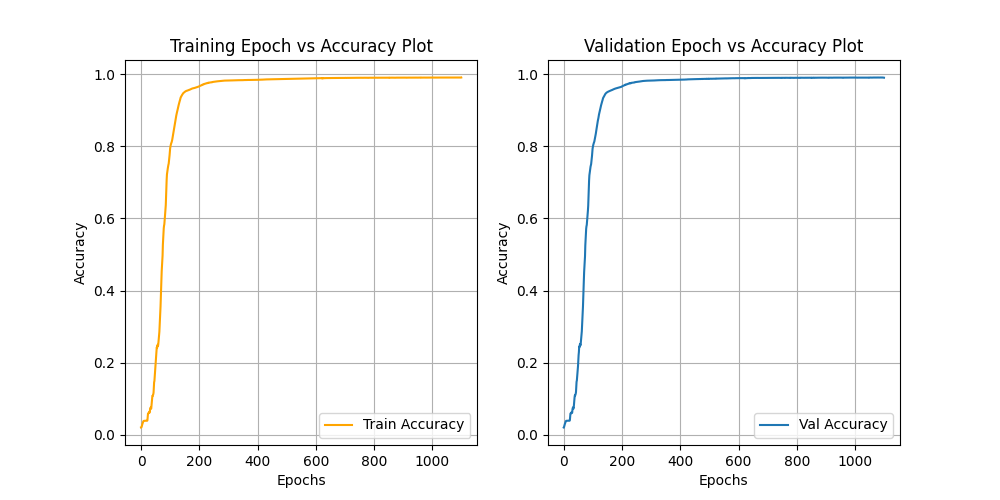 Training Epoch vs Accuracy Plot
1.0
0.8
0.6
0.4
0.2
0.0
Accuracy
0 200 400 600 800 1000
Epochs
Train Accuracy
Validation Epoch vs Accuracy Plot
1.0
0.8
0.6
0.4
0.2
0.0
Accuracy
0 200 400 600 800 1000
Epochs
Val Accuracy